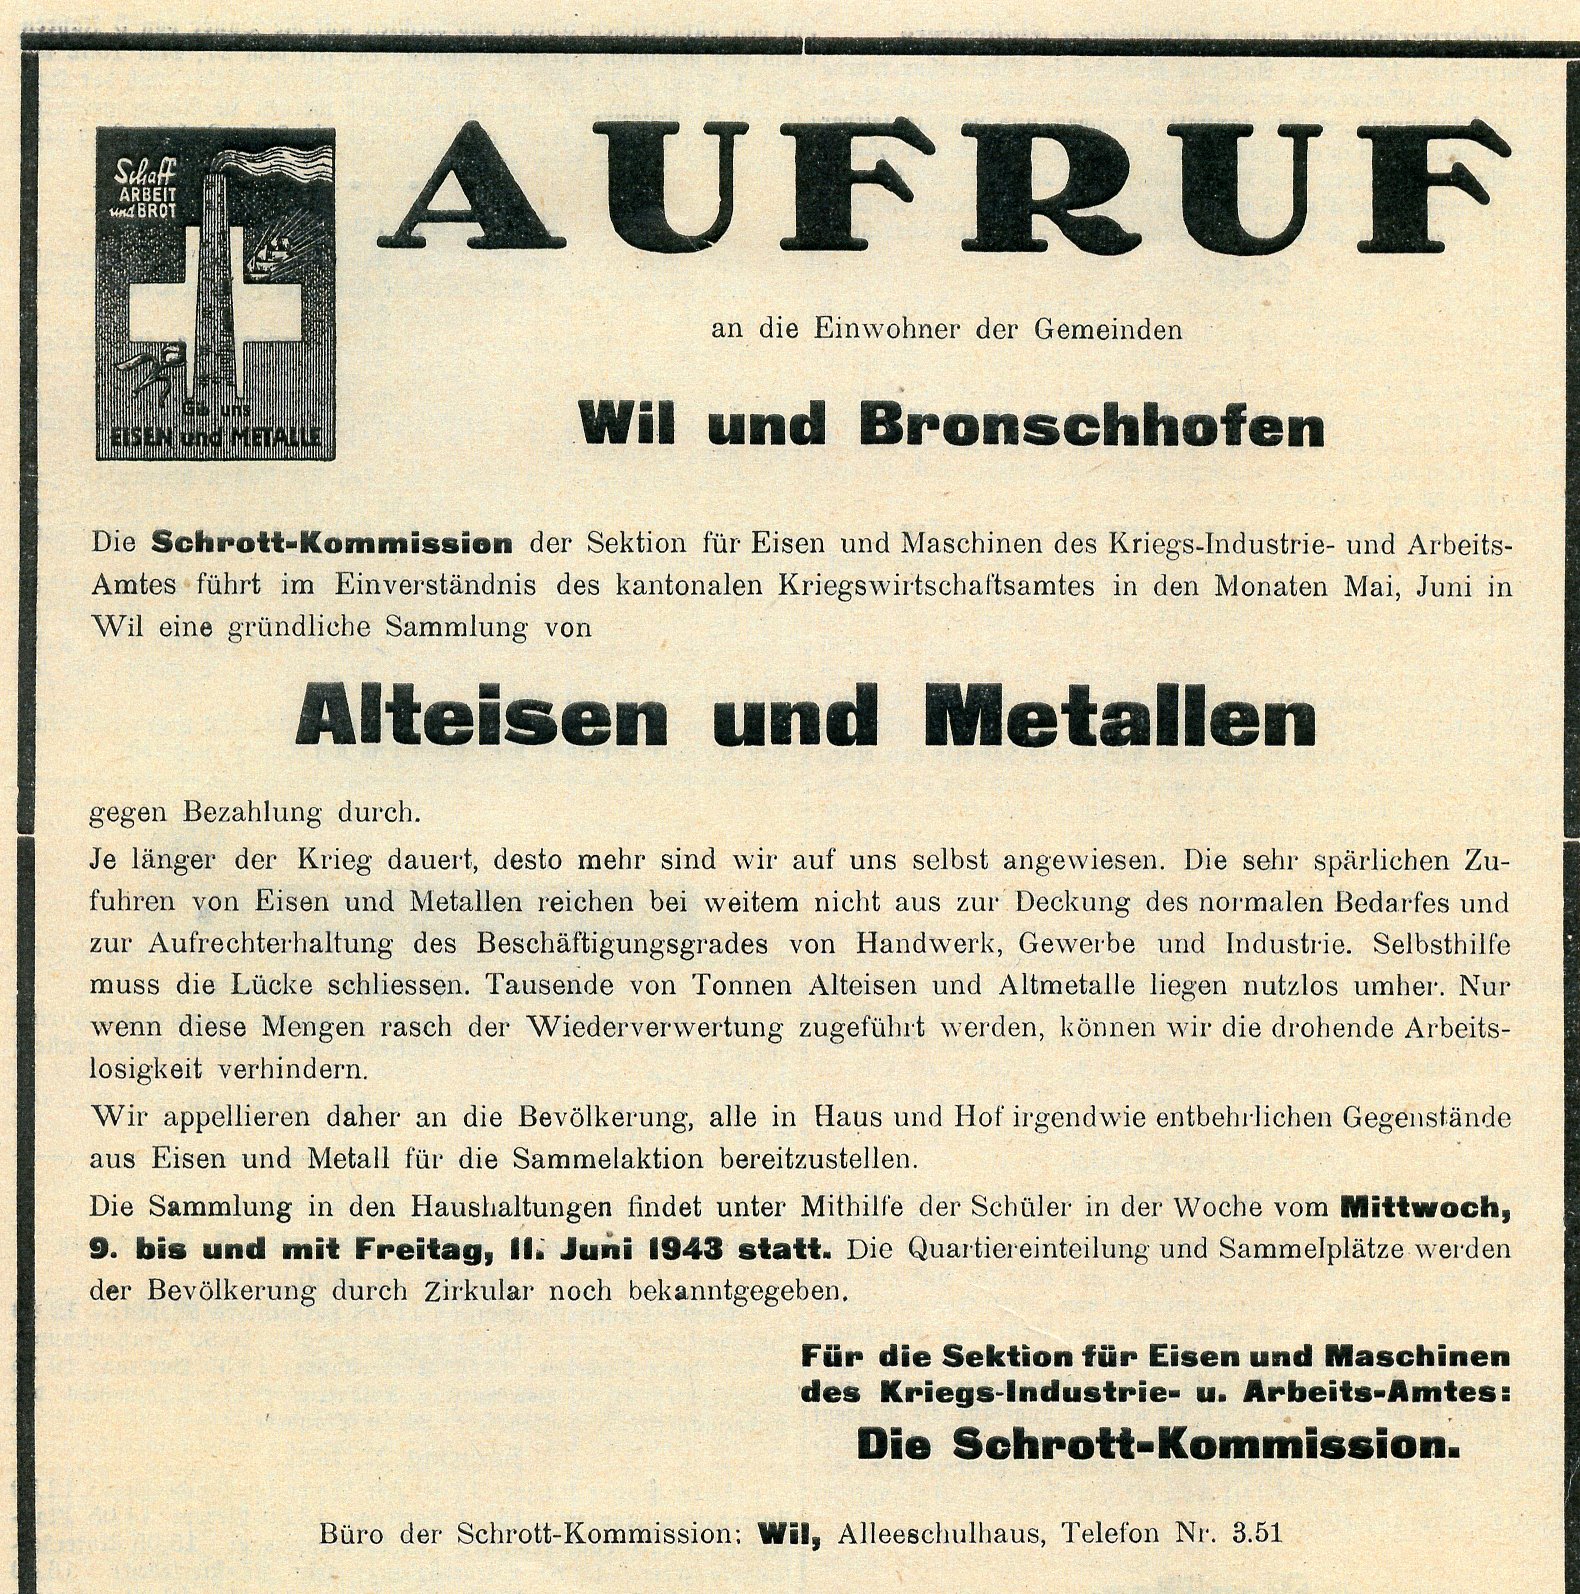 Schaff
ARBEIT
und BROT
Gib uns
EISEN und METALLE
AUFRUF
an die Einwohner der Gemeinden
Wil und Bronschhofen
Die Schrott-Kommission der Sektion für Eisen und Maschinen des Kriegs-Industrie- und Arbeits-
Amtes führt im Einverständnis des kantonalen Kriegswirtschaftsamtes in den Monaten Mai, Juni in
Wil eine gründliche Sammlung von
Alteisen und Metallen
gegen Bezahlung durch.
Je länger der Krieg dauert, desto mehr sind wir auf uns selbst angewiesen. Die sehr spärlichen Zu-
fuhren von Eisen und Metallen reichen bei weitem nicht aus zur Deckung des normalen Bedarfes und
zur Aufrechterhaltung des Beschäftigungsgrades von Handwerk, Gewerbe und Industrie. Selbsthilfe
muss die Lücke schliessen. Tausende von Tonnen Alteisen und Altmetalle liegen nutzlos umher. Nur
wenn diese Mengen rasch der Wiederverwertung zugeführt werden, können wir die drohende Arbeits-
losigkeit verhindern.
Wir appellieren daher an die Bevölkerung, alle in Haus und Hof irgendwie entbehrlichen Gegenstände
aus Eisen und Metall für die Sammelaktion bereitzustellen.
Die Sammlung in den Haushaltungen findet unter Mithilfe der Schüler in der Woche vom Mittwoch,
9. bis und mit Freitag, 11. Juni 1943 statt. Die Quartiereinteilung und Sammelplätze werden
der Bevölkerung durch Zirkular noch bekanntgegeben.
Für die Sektion für Eisen und Maschinen
des Kriegs-Industrie- u. Arbeits-Amtes:
Die Schrott-Kommission.
Büro der Schrott-Kommission: Wil, Alleeschulhaus, Telefon Nr. 3.51